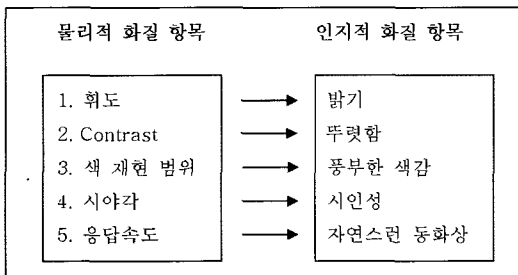 물리적 화질 항목 인지적 화질 항목
1. 휘도 밝기
2. Contrast 뚜렷함
3. 색 재현 범위 풍부한 색감
4. 시야각 시인성
5. 응답속도 자연스런 동화상